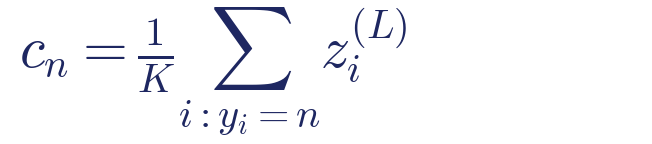 c_n = \frac{1}{K} \sum_{i:y_i=n} z_i^{(L)}